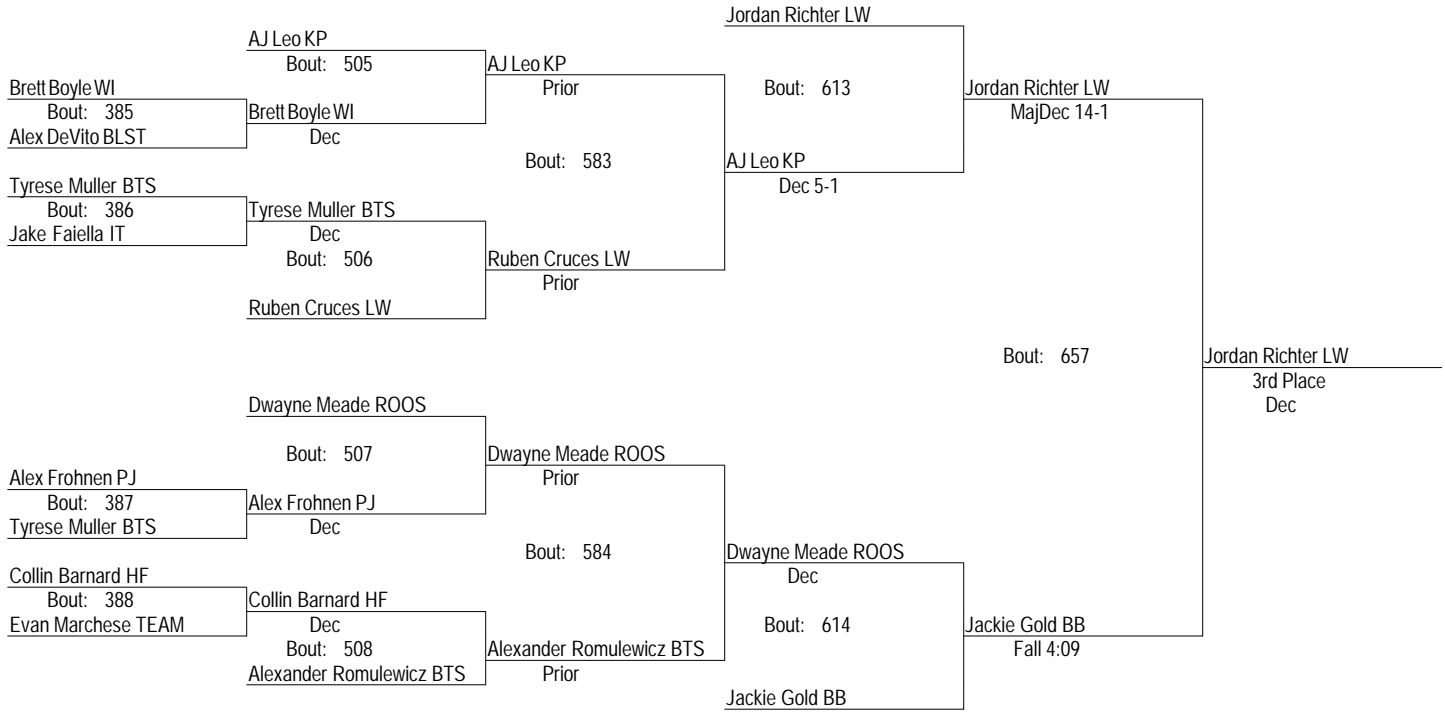 Jordan Richter LW
AJ Leo KP
Bout: 505
AJ Leo KP
Prior
Brett Boyle WI
Bout: 385
Brett Boyle WI
Dec
Alex DeVito BLST
Bout: 613
Jordan Richter LW
MajDec 14-1
Bout: 583
AJ Leo KP
Dec 5-1
Tyrese Muller BTS
Bout: 386
Tyrese Muller BTS
Dec
Jake Faiella IT
Bout: 506
Ruben Cruces LW
Prior
Ruben Cruces LW
Bout: 657
Jordan Richter LW
3rd Place
Dec
Dwayne Meade ROOS
Bout: 507
Dwayne Meade ROOS
Prior
Alex Frohnen PJ
Bout: 387
Alex Frohnen PJ
Dec
Tyrese Muller BTS
Bout: 584
Dwayne Meade ROOS
Dec
Collin Barnard HF
Bout: 388
Collin Barnard HF
Dec
Evan Marchese TEAM
Bout: 508
Alexander Romulewicz BTS
Prior
Alexander Romulewicz BTS
Bout: 614
Jackie Gold BB
Fall 4:09
Jackie Gold BB